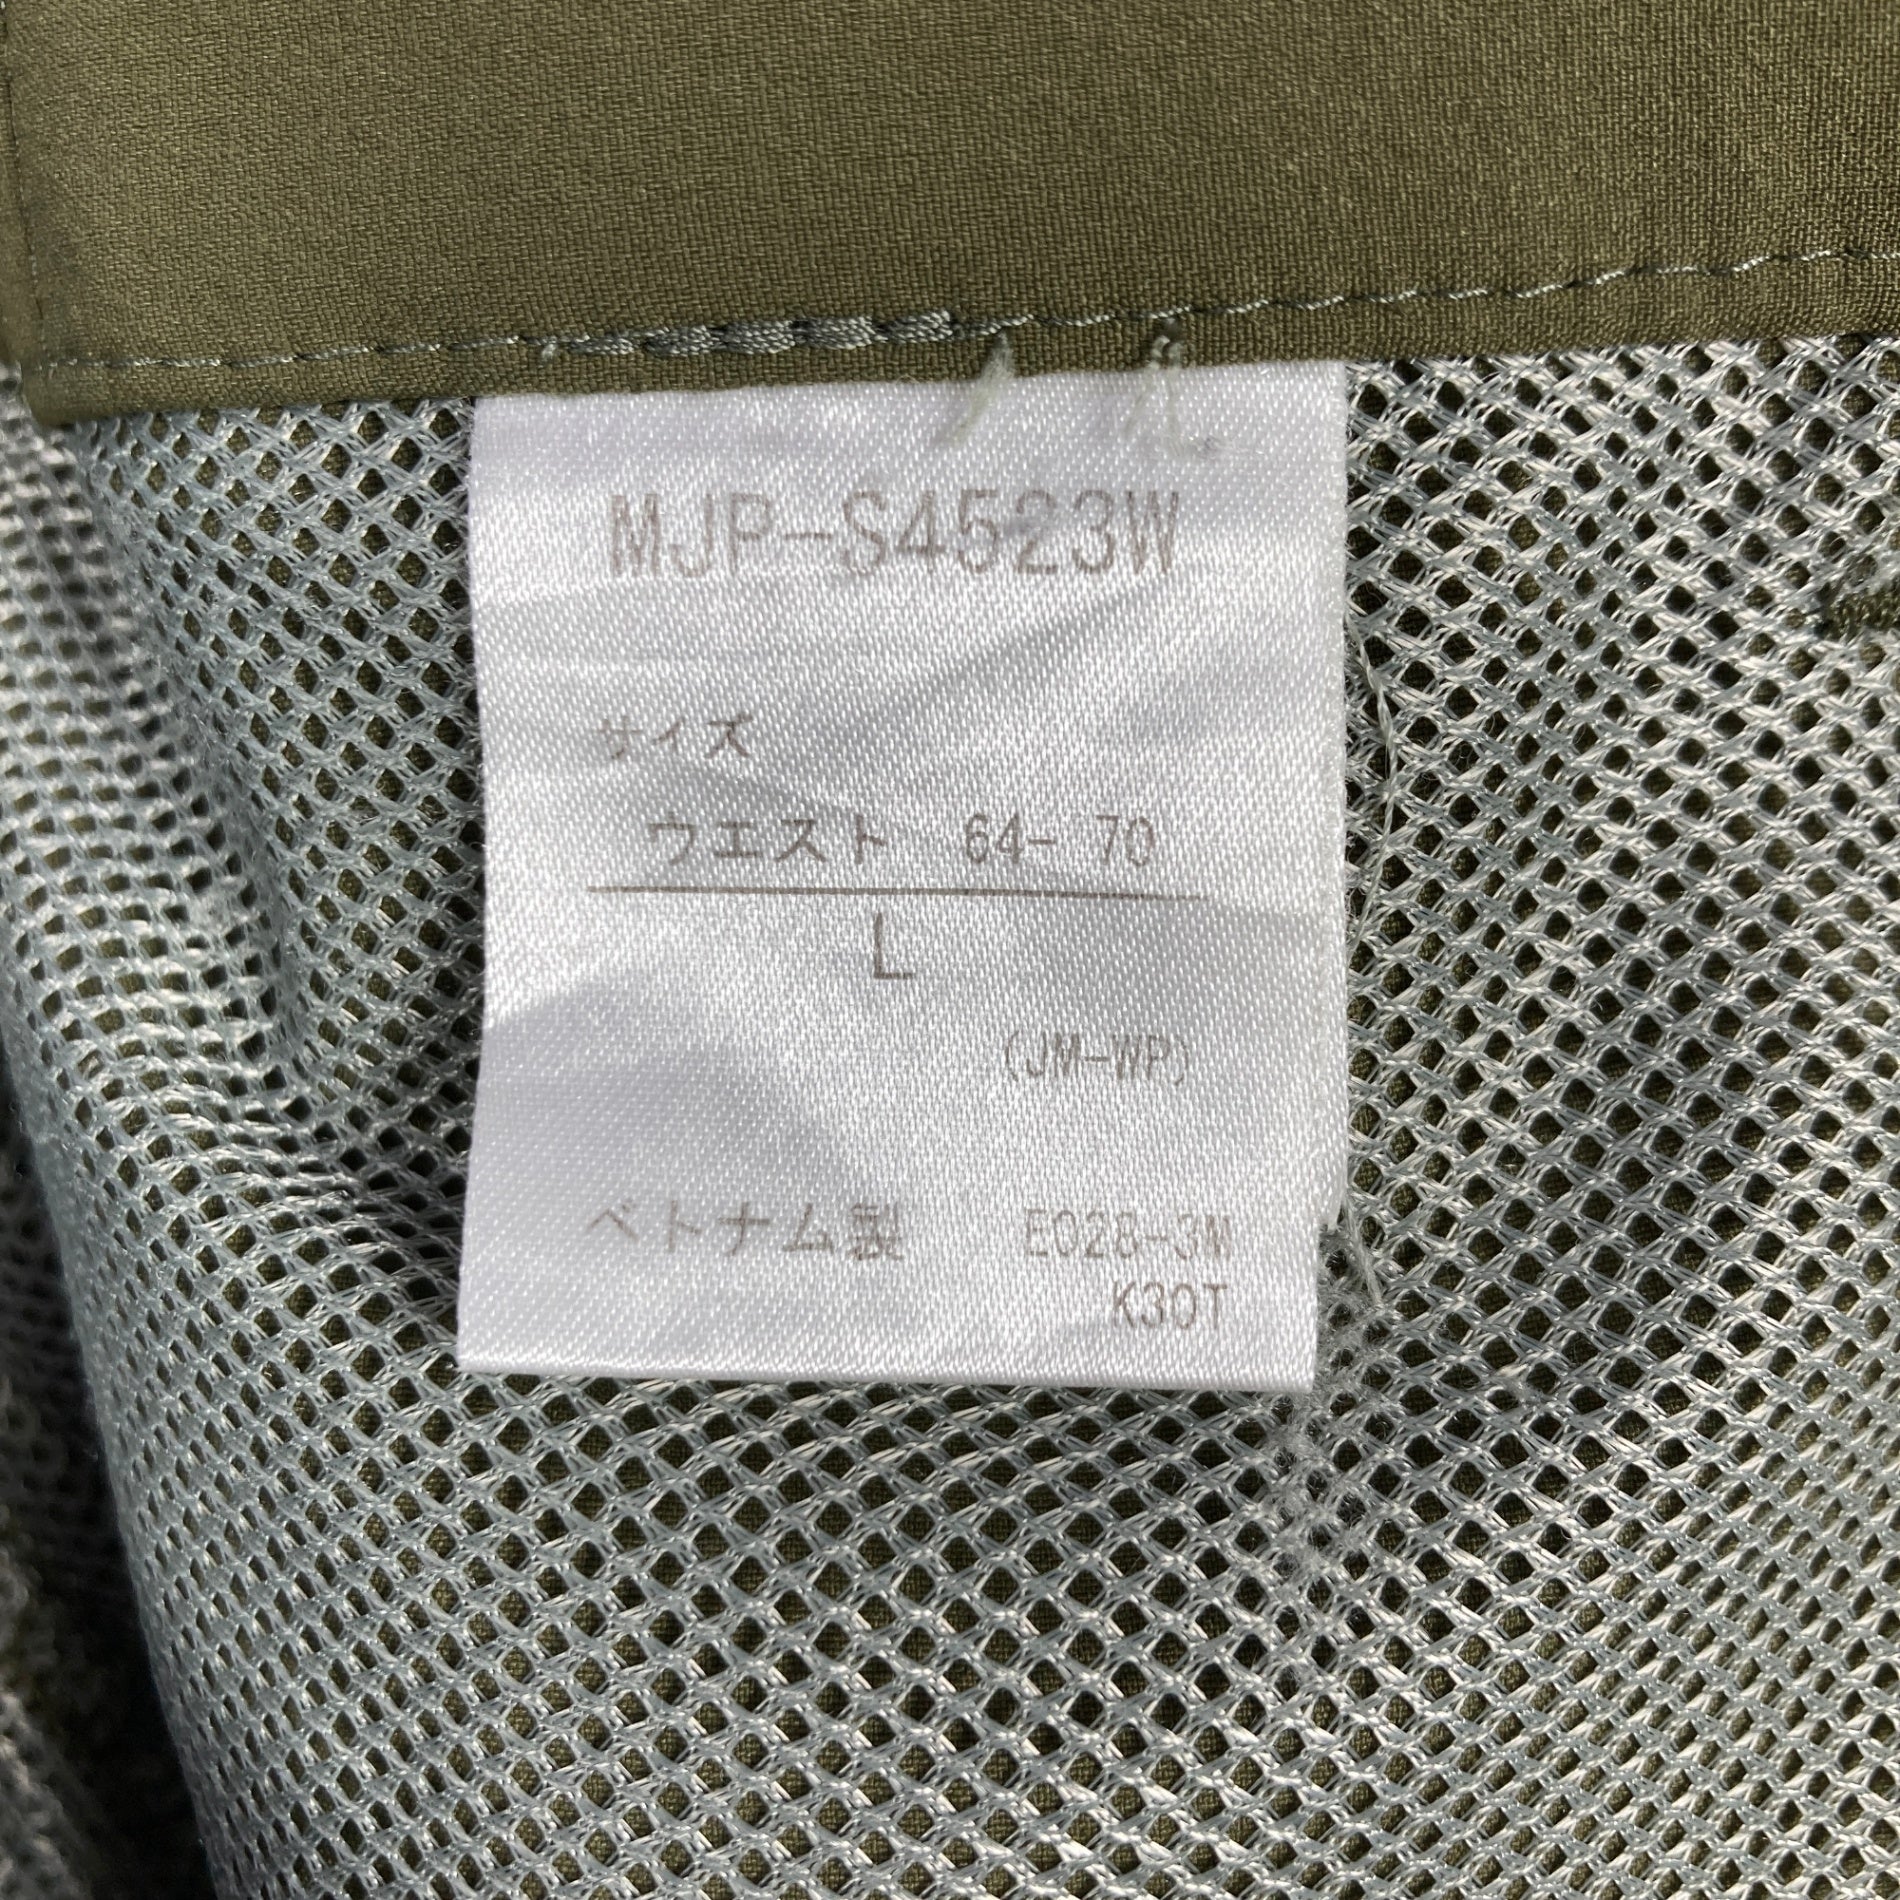 MJP-S4523W
サイズ
ウエスト 64- 70
L
(JM-WP)
ベトナム製 E028-3W
K30T